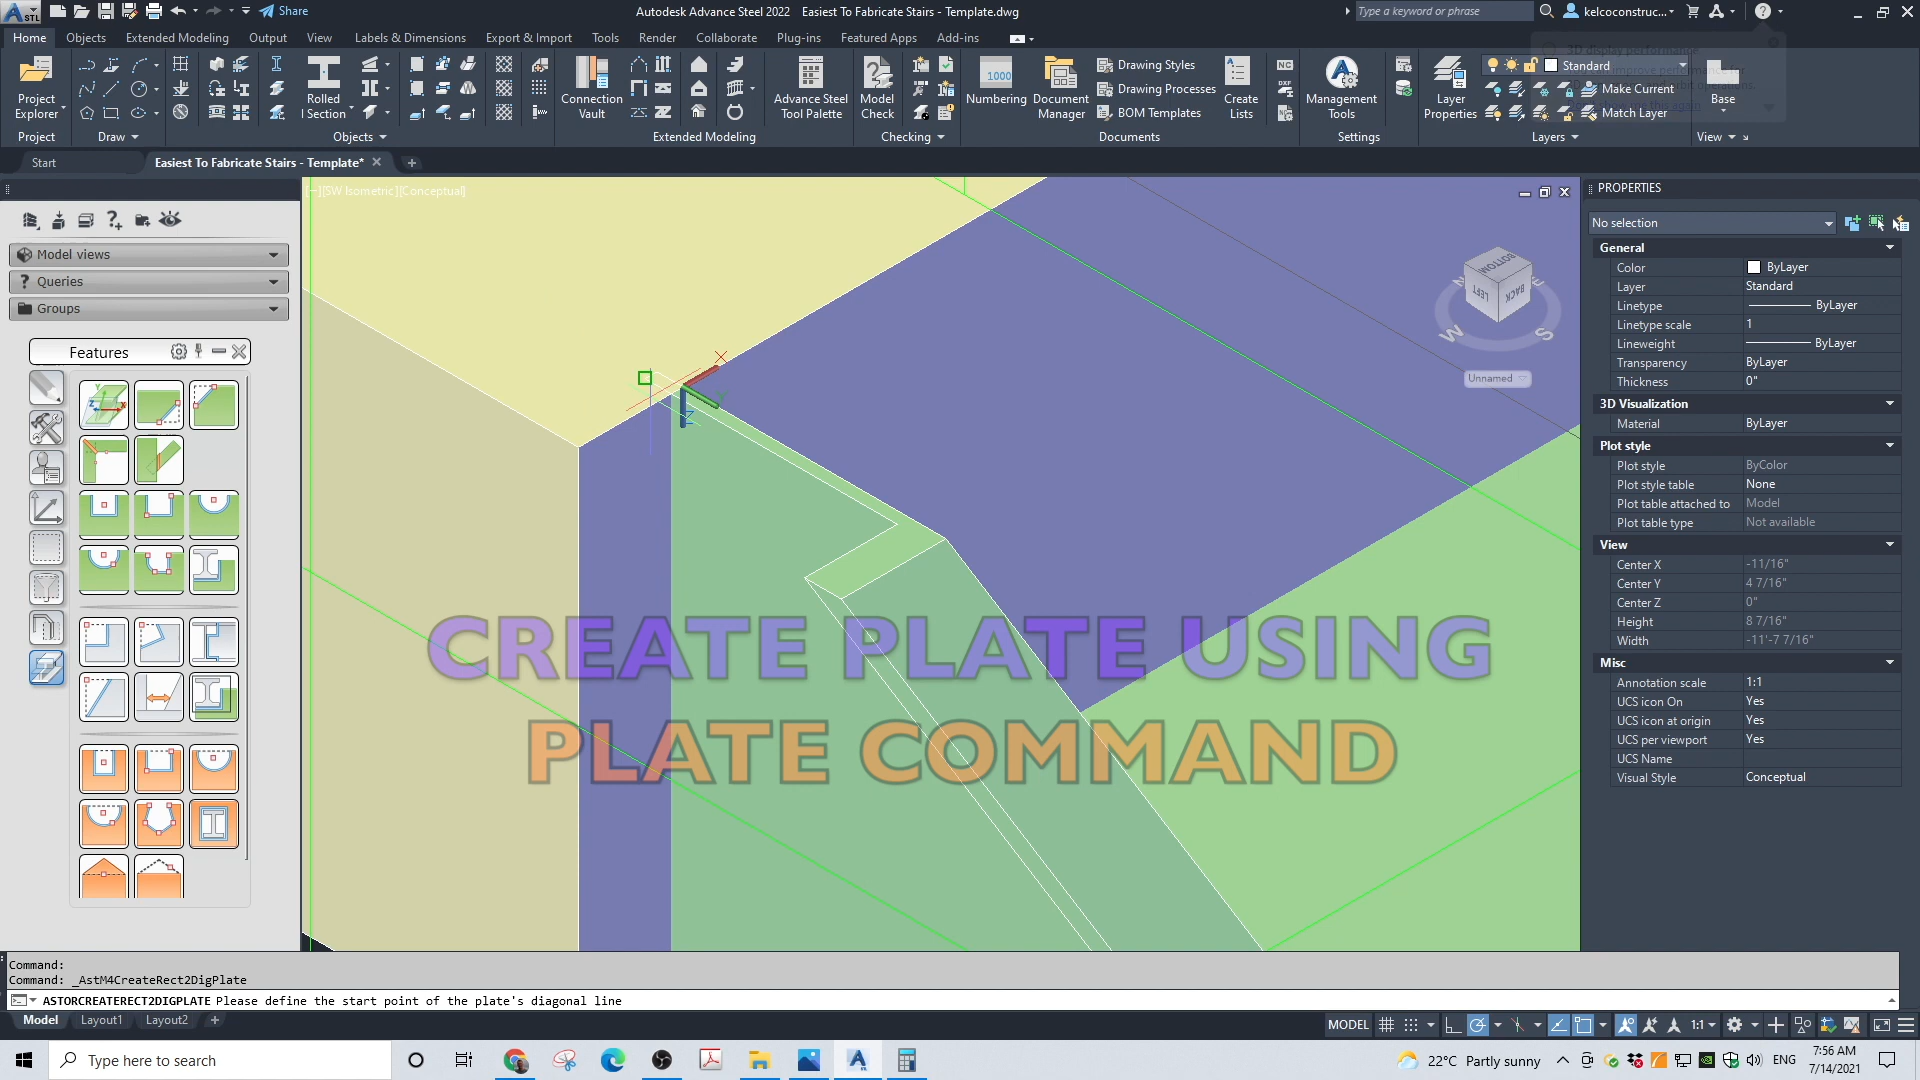 Share
Autodesk Advance Steel 2022 Easiest To Fabricate Stairs - Template.dwg
Type a keyword or phrase
kelcoconstruc...
Home Objects Extended Modeling Output View Labels & Dimensions Export & Import Tools Render Collaborate Plug-ins Featured Apps Add-ins
Project Explorer
Rolled I Section
Connection Vault
Advance Steel Tool Palette
Model Check
1000
Numbering
Document Manager
Drawing Styles
Drawing Processes
BOM Templates
Create Lists
NC
DXF
Management Tools
Layer Properties
Standard
Make Current
Match Layer
Base
Project Draw Objects Extended Modeling Checking Documents Settings Layers View
Start
Easiest To Fabricate Stairs - Template*
[SW Isometric][Conceptual]
Model views
Queries
Groups
Features
BOTTOM
LEFT
BACK
W
S
Unnamed
CREATE PLATE USING
PLATE COMMAND
PROPERTIES
No selection
General
Color ByLayer
Layer Standard
Linetype ByLayer
Linetype scale 1
Lineweight ByLayer
Transparency ByLayer
Thickness 0"
3D Visualization
Material ByLayer
Plot style
Plot style ByColor
Plot style table None
Plot table attached to Model
Plot table type Not available
View
Center X -11/16"
Center Y 4 7/16"
Center Z 0"
Height 8 7/16"
Width -11'-7 7/16"
Misc
Annotation scale 1:1
UCS icon On Yes
UCS icon at origin Yes
UCS per viewport Yes
UCS Name
Visual Style Conceptual
Command:
Command: _AstM4CreateRect2DigPlate
ASTORCREATERECT2DIGPLATE Please define the start point of the plate's diagonal line
Model Layout1 Layout2
MODEL
1:1
Type here to search
22°C Partly sunny
ENG
7:56 AM
7/14/2021